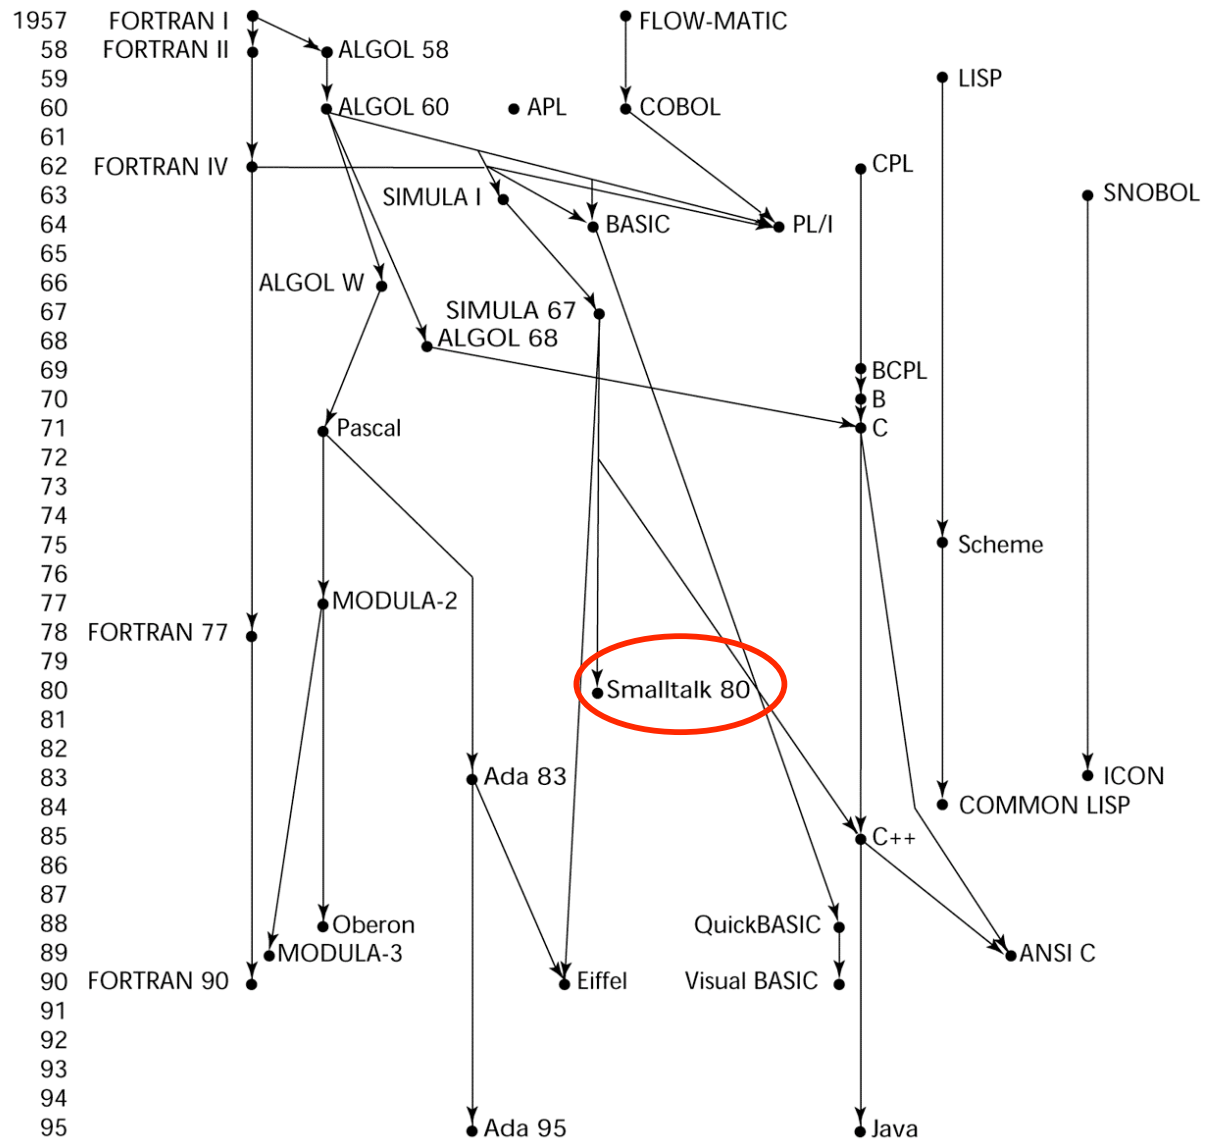 1957 FORTRAN I FLOW-MATIC
58 FORTRAN II ALGOL 58
59 LISP
60 ALGOL 60 APL COBOL
61
62 FORTRAN IV CPL
63 SIMULA I SNOBOL
64 BASIC PL/I
65
66 ALGOL W
67 SIMULA 67
68 ALGOL 68
69 BCPL
70 B
71 Pascal C
72
73
74
75 Scheme
76
77 MODULA-2
78 FORTRAN 77
79
80 Smalltalk 80
81
82
83 Ada 83 ICON
84 COMMON LISP
85 C++
86
87
88 Oberon QuickBASIC
89 MODULA-3 ANSI C
90 FORTRAN 90 Eiffel Visual BASIC
91
92
93
94
95 Ada 95 Java